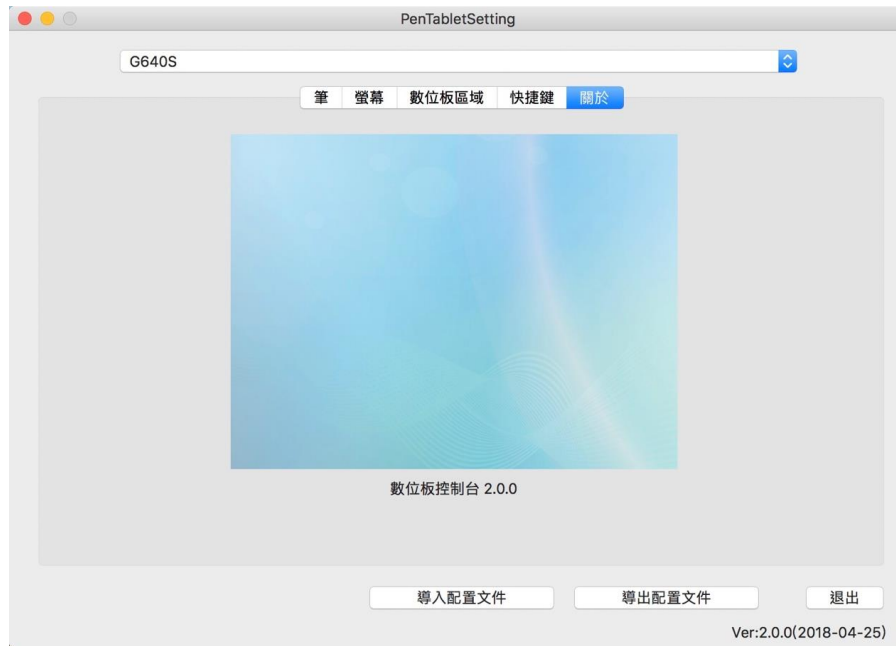 PenTabletSetting
G640S
筆 螢幕 數位板區域 快捷鍵 關於
數位板控制台 2.0.0
導入配置文件 導出配置文件 退出
Ver:2.0.0(2018-04-25)